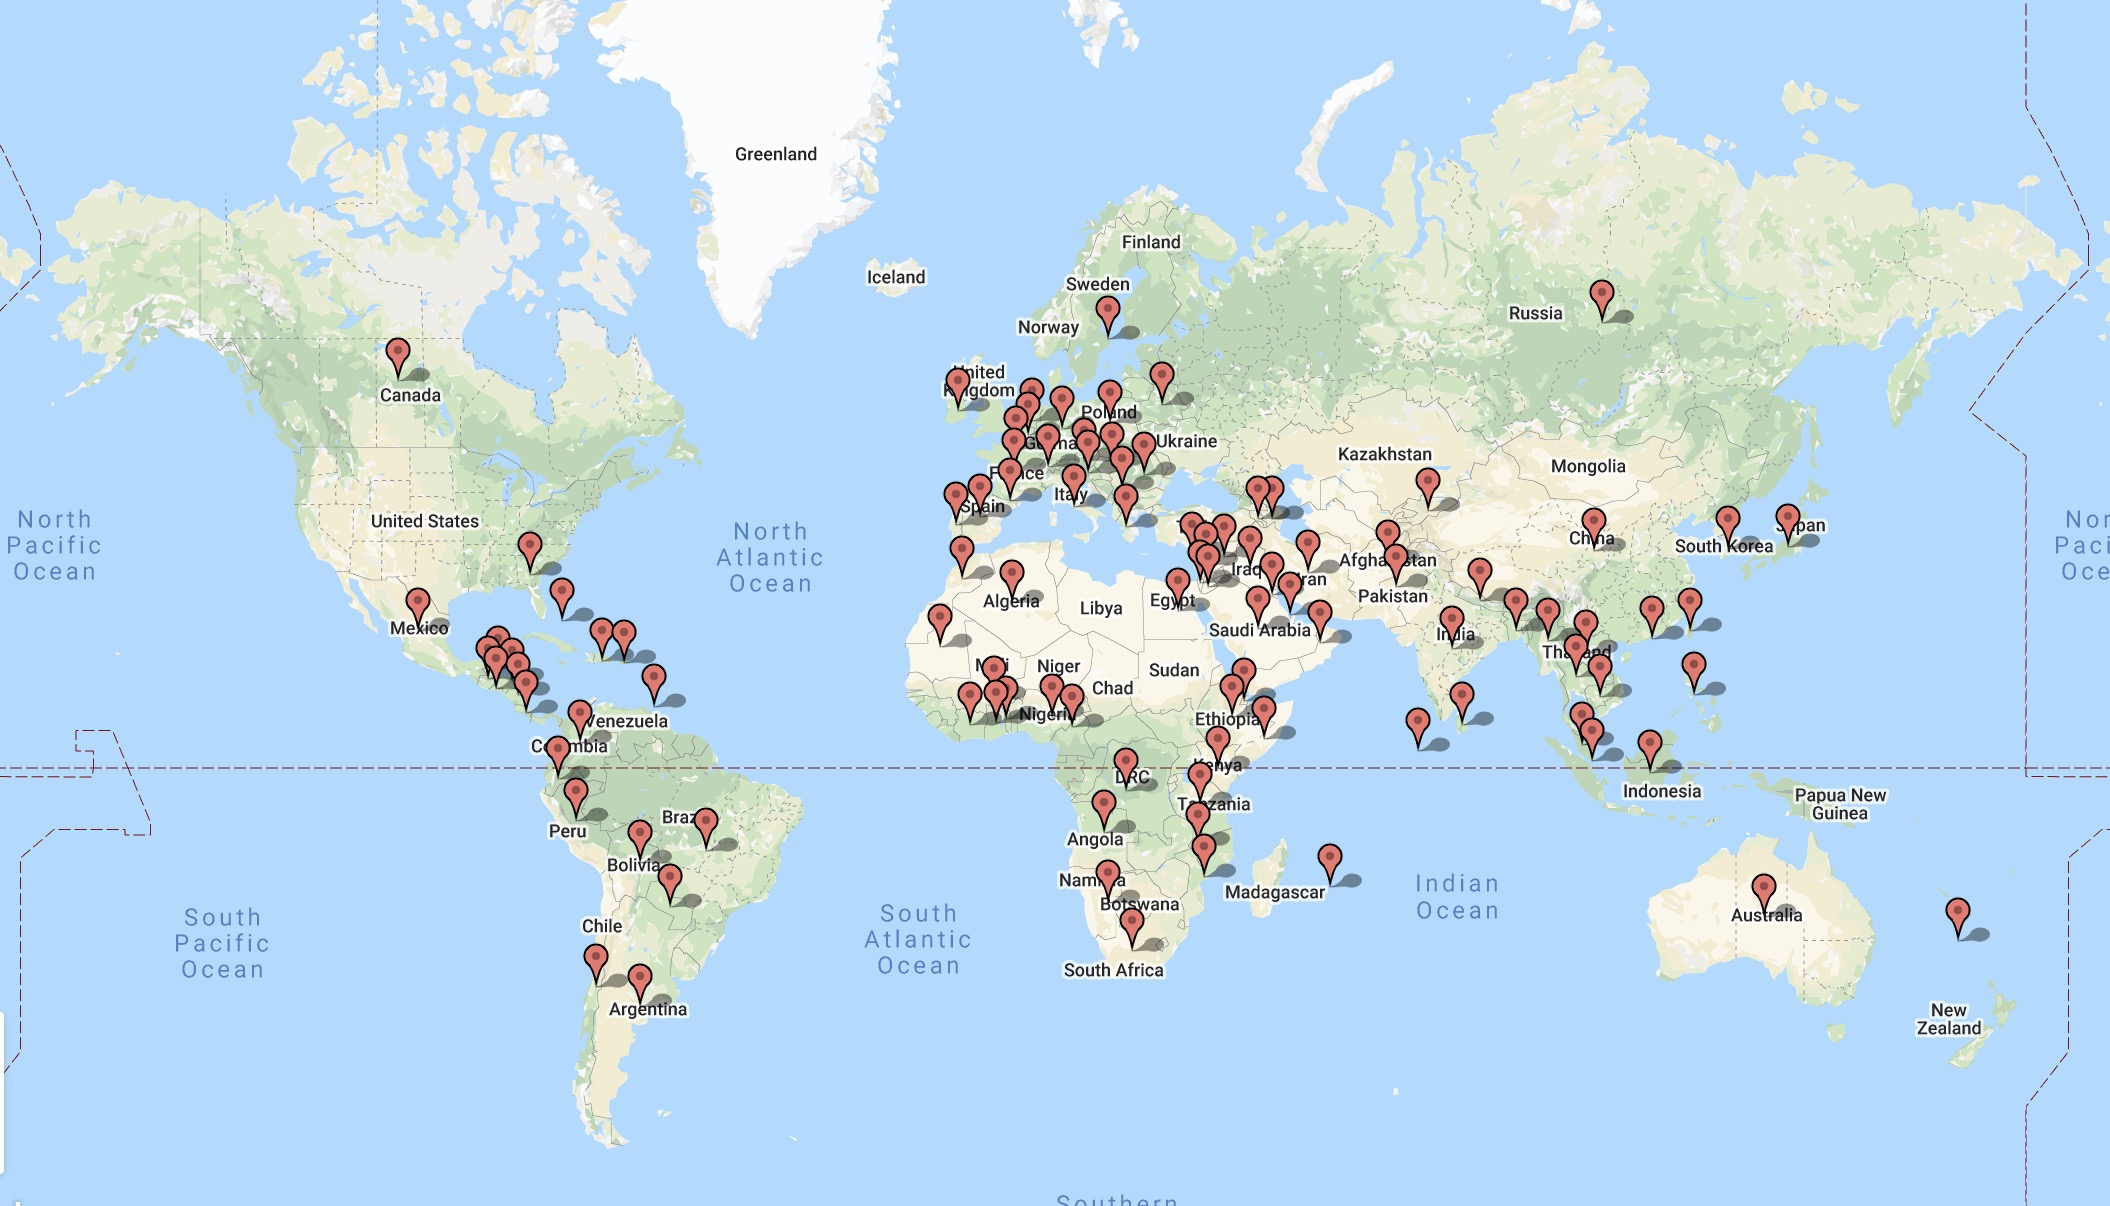 Greenland
Finland
Iceland
Sweden
Norway
Russia
United
Kingdom
Canada
Poland
Ukraine
Kazakhstan
Mongolia
France
Italy
Spain
North
Pacific
Ocean
United States
North
Atlantic
Ocean
China
South Korea
Japan
Nor
Paci
Oce
Afghanistan
Iraq
Iran
Pakistan
Algeria
Libya
Egypt
Mexico
Saudi Arabia
India
Thailand
Mali
Niger
Sudan
Chad
Nigeria
Ethiopia
Venezuela
Colombia
Kenya
DRC
Indonesia
Papua New
Guinea
Tanzania
Peru
Brazil
Angola
Bolivia
Namibia
Botswana
Madagascar
Indian
Ocean
Chile
South
Pacific
Ocean
South
Atlantic
Ocean
Australia
South Africa
Argentina
New
Zealand
Southern